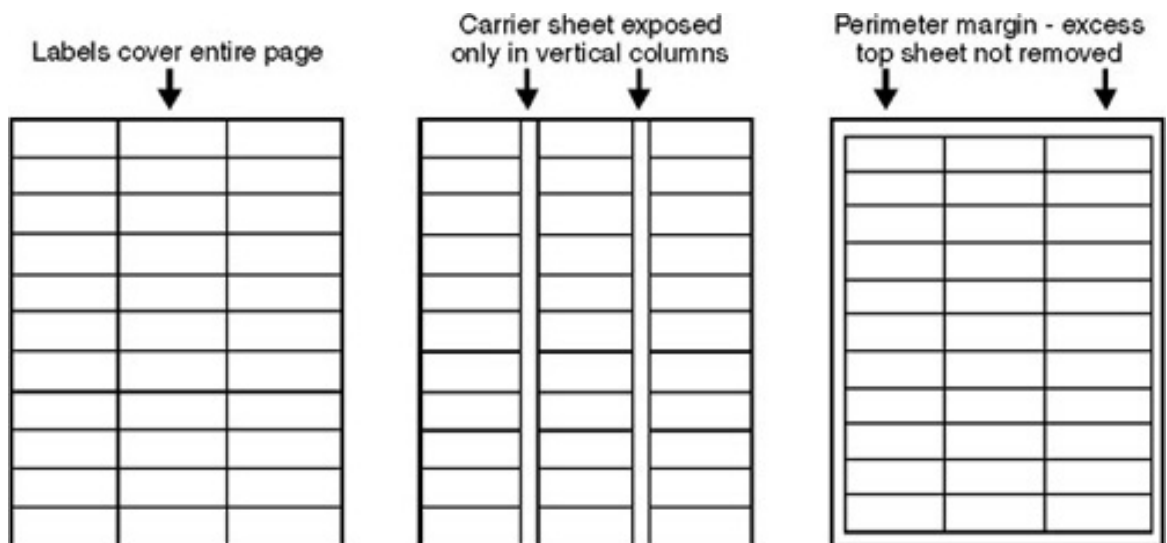 Labels cover entire page
Carrier sheet exposed
only in vertical columns
Perimeter margin - excess
top sheet not removed